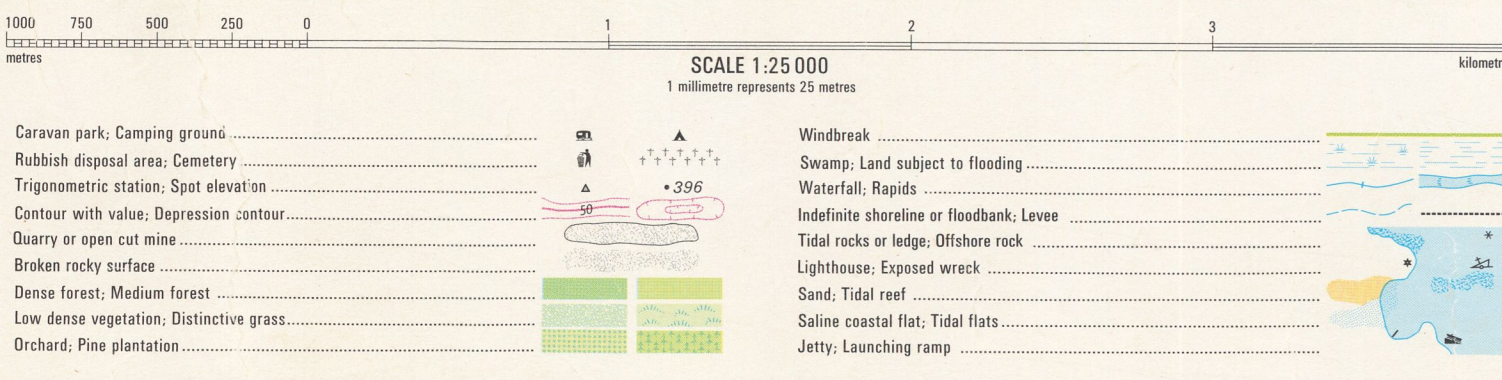 1000 750 500 250 0 1 2 3
metres
SCALE 1:25 000
1 millimetre represents 25 metres
Caravan park; Camping ground
Rubbish disposal area; Cemetery
Trigonometric station; Spot elevation •396
Contour with value; Depression contour 50
Quarry or open cut mine
Broken rocky surface
Dense forest; Medium forest
Low dense vegetation; Distinctive grass
Orchard; Pine plantation
kilometr
Windbreak
Swamp; Land subject to flooding
Waterfall; Rapids
Indefinite shoreline or floodbank; Levee
Tidal rocks or ledge; Offshore rock
Lighthouse; Exposed wreck
Sand; Tidal reef
Saline coastal flat; Tidal flats
Jetty; Launching ramp